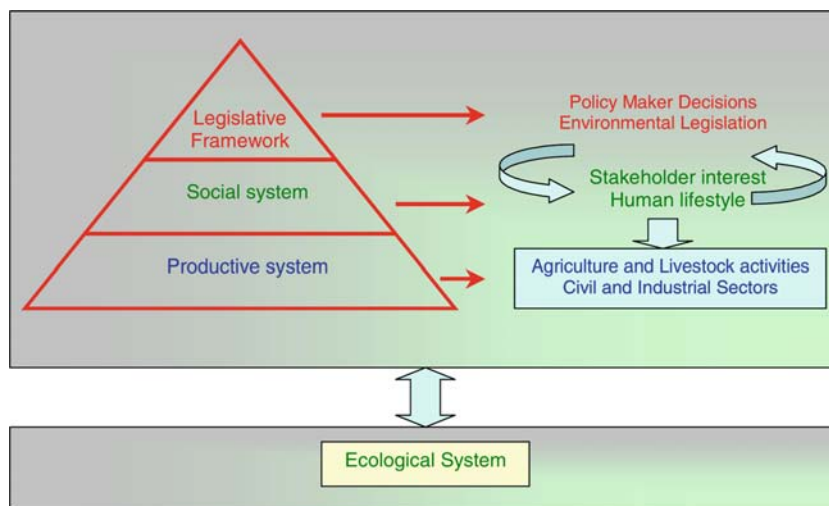 Legislative
Framework
Social system
Productive system
Policy Maker Decisions
Environmental Legislation
Stakeholder interest
Human lifestyle
Agriculture and Livestock activities
Civil and Industrial Sectors
Ecological System